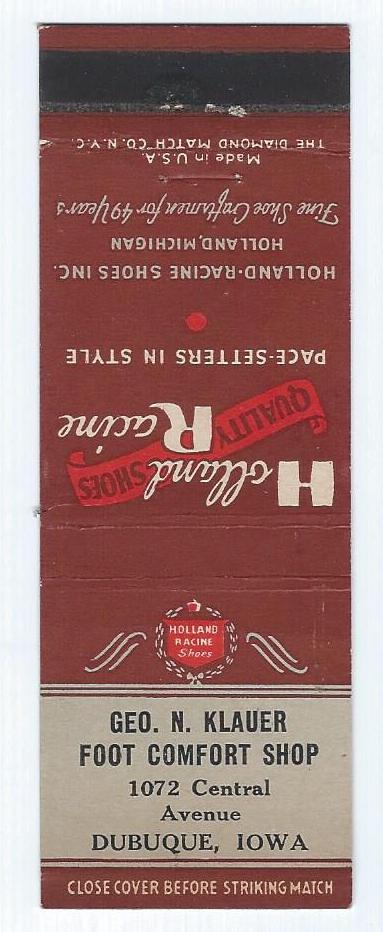 Holland
Racine
QUALITY SHOES
PACE-SETTERS IN STYLE
HOLLAND-RACINE SHOES INC.
HOLLAND, MICHIGAN
Fine Shoe Craftsmen for 49 Years
Made in U.S.A.
THE DIAMOND MATCH CO. N.Y.C.
HOLLAND
RACINE
Shoes
GEO. N. KLAUER
FOOT COMFORT SHOP
1072 Central
Avenue
DUBUQUE, IOWA
CLOSE COVER BEFORE STRIKING MATCH